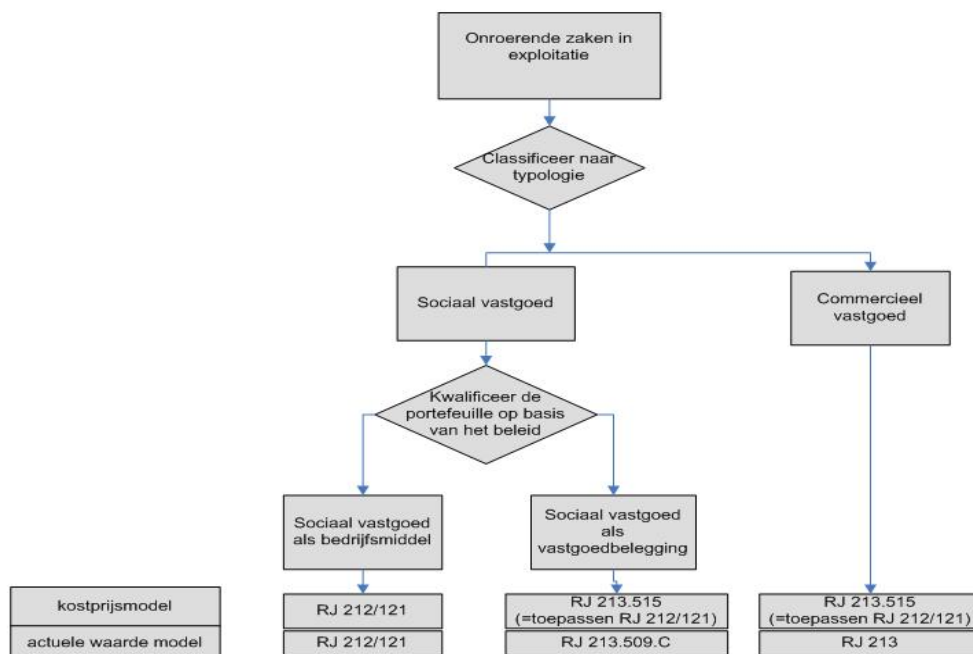 Onroerende zaken in
exploitatie
Classificeer naar
typologie
Sociaal vastgoed
Commercieel
vastgoed
Kwalificeer de
portefeuille op basis
van het beleid
Sociaal vastgoed
als bedrijfsmiddel
Sociaal vastgoed
als
vastgoedbelegging
kostprijsmodel
RJ 212/121
RJ 213.515
(=toepassen RJ 212/121)
RJ 213.515
(=toepassen RJ 212/121)
actuele waarde model
RJ 212/121
RJ 213.509.C
RJ 213